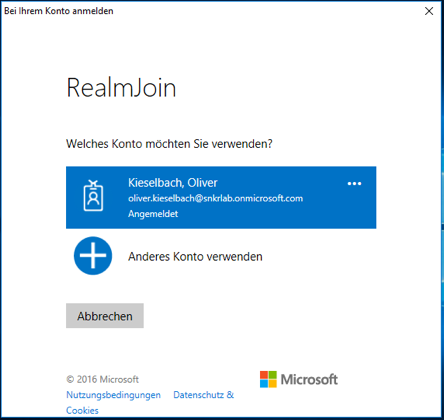 Bei Ihrem Konto anmelden
RealmJoin
Welches Konto möchten Sie verwenden?
Kieselbach, Oliver
oliver.kieselbach@snkrlab.onmicrosoft.com
Angemeldet
Anderes Konto verwenden
Abbrechen
© 2016 Microsoft
Microsoft
Nutzungsbedingungen Datenschutz &
Cookies